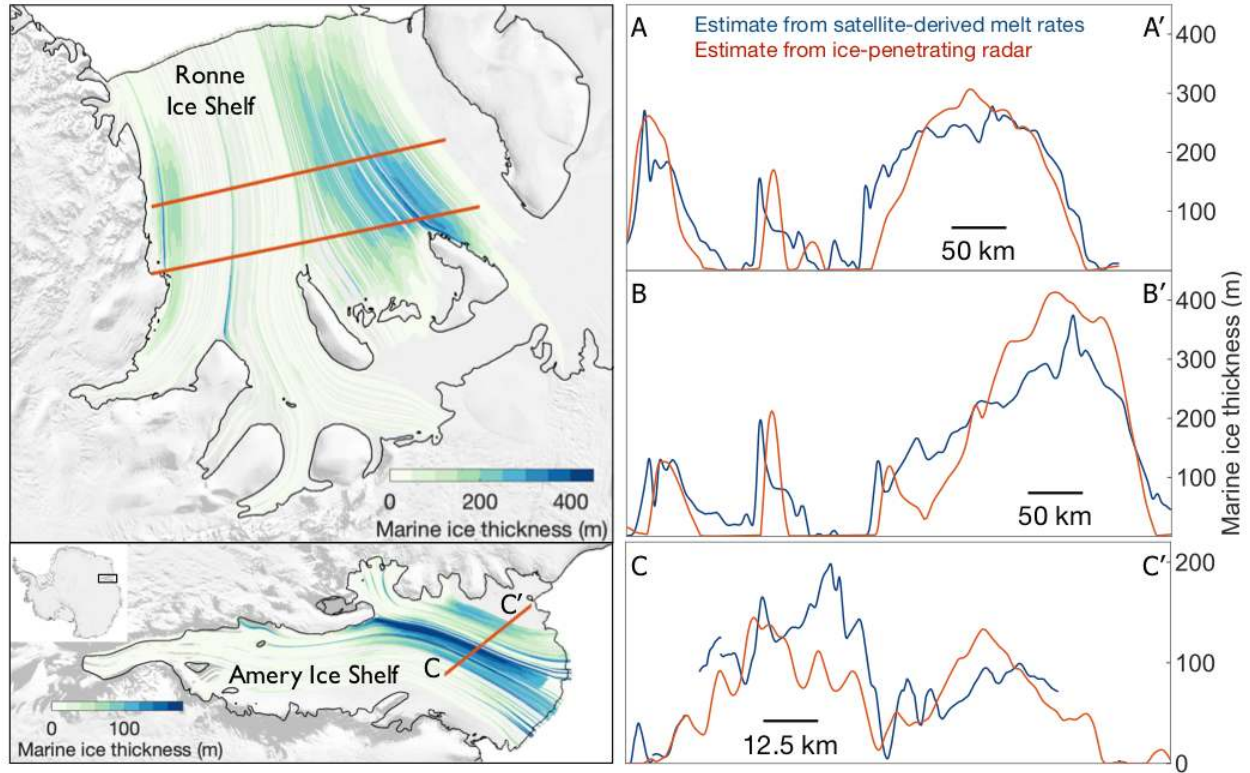 Ronne
Ice Shelf
0 200 400
Marine ice thickness (m)
Amery Ice Shelf
C
C′
0 100
Marine ice thickness (m)
A
Estimate from satellite-derived melt rates
Estimate from ice-penetrating radar
A′
400
300
200
100
50 km
B
B′
400
300
200
100
50 km
Marine ice thickness (m)
C
C′
200
100
0
12.5 km